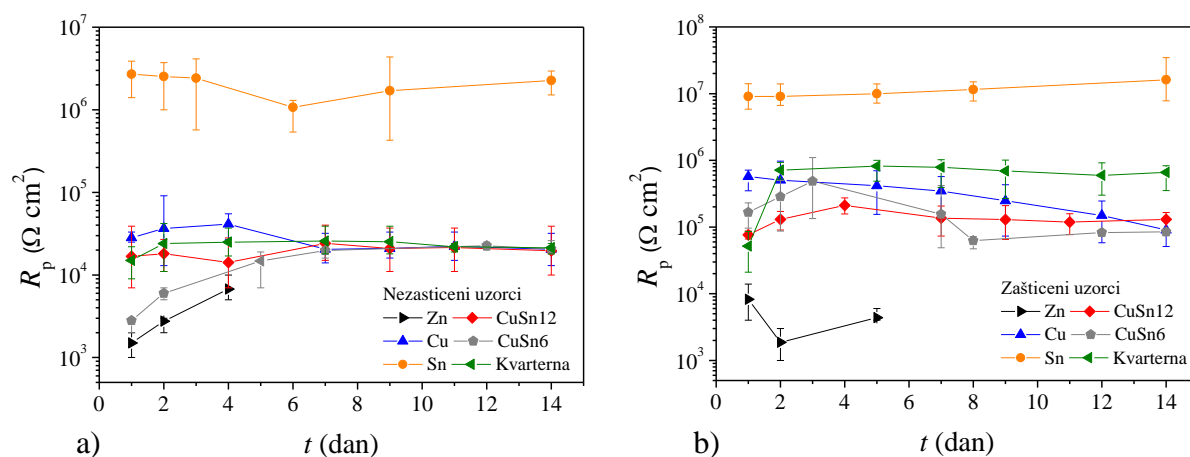 10^7
10^6
10^5
10^4
10^3
R_p (Ω cm^2)
Nezasticeni uzorci
Zn CuSn12
Cu CuSn6
Sn Kvarterna
0 2 4 6 8 10 12 14
t (dan)
a)
10^8
10^7
10^6
10^5
10^4
10^3
R_p (Ω cm^2)
Zašticeni uzorci
Zn CuSn12
Cu CuSn6
Sn Kvarterna
0 2 4 6 8 10 12 14
t (dan)
b)